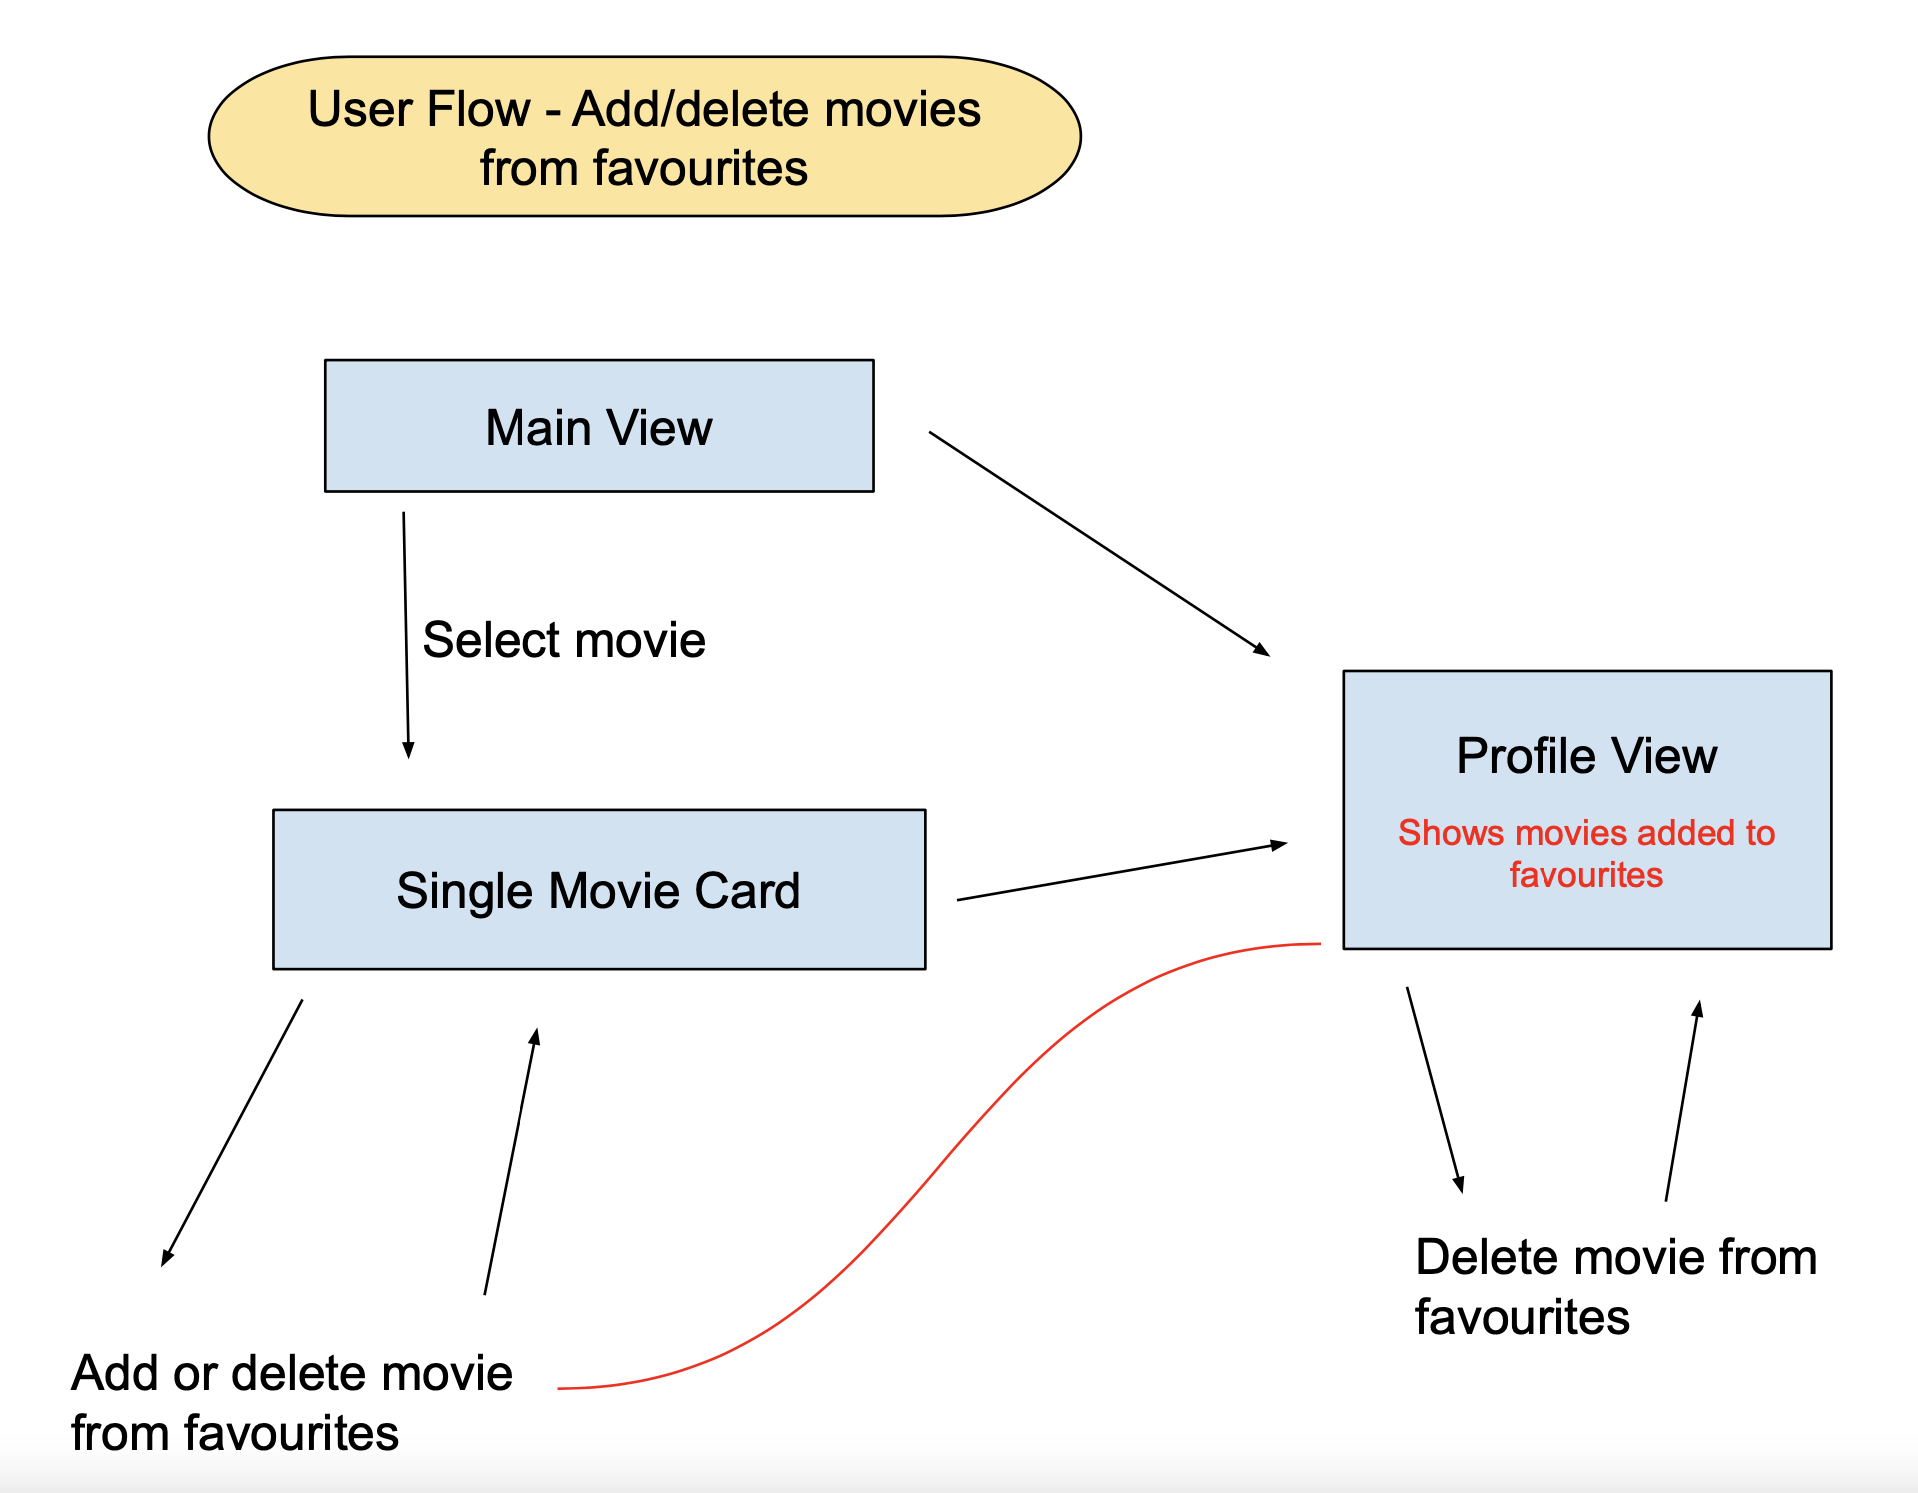 User Flow - Add/delete movies
from favourites
Main View
Select movie
Profile View
Shows movies added to
favourites
Single Movie Card
Delete movie from
favourites
Add or delete movie
from favourites